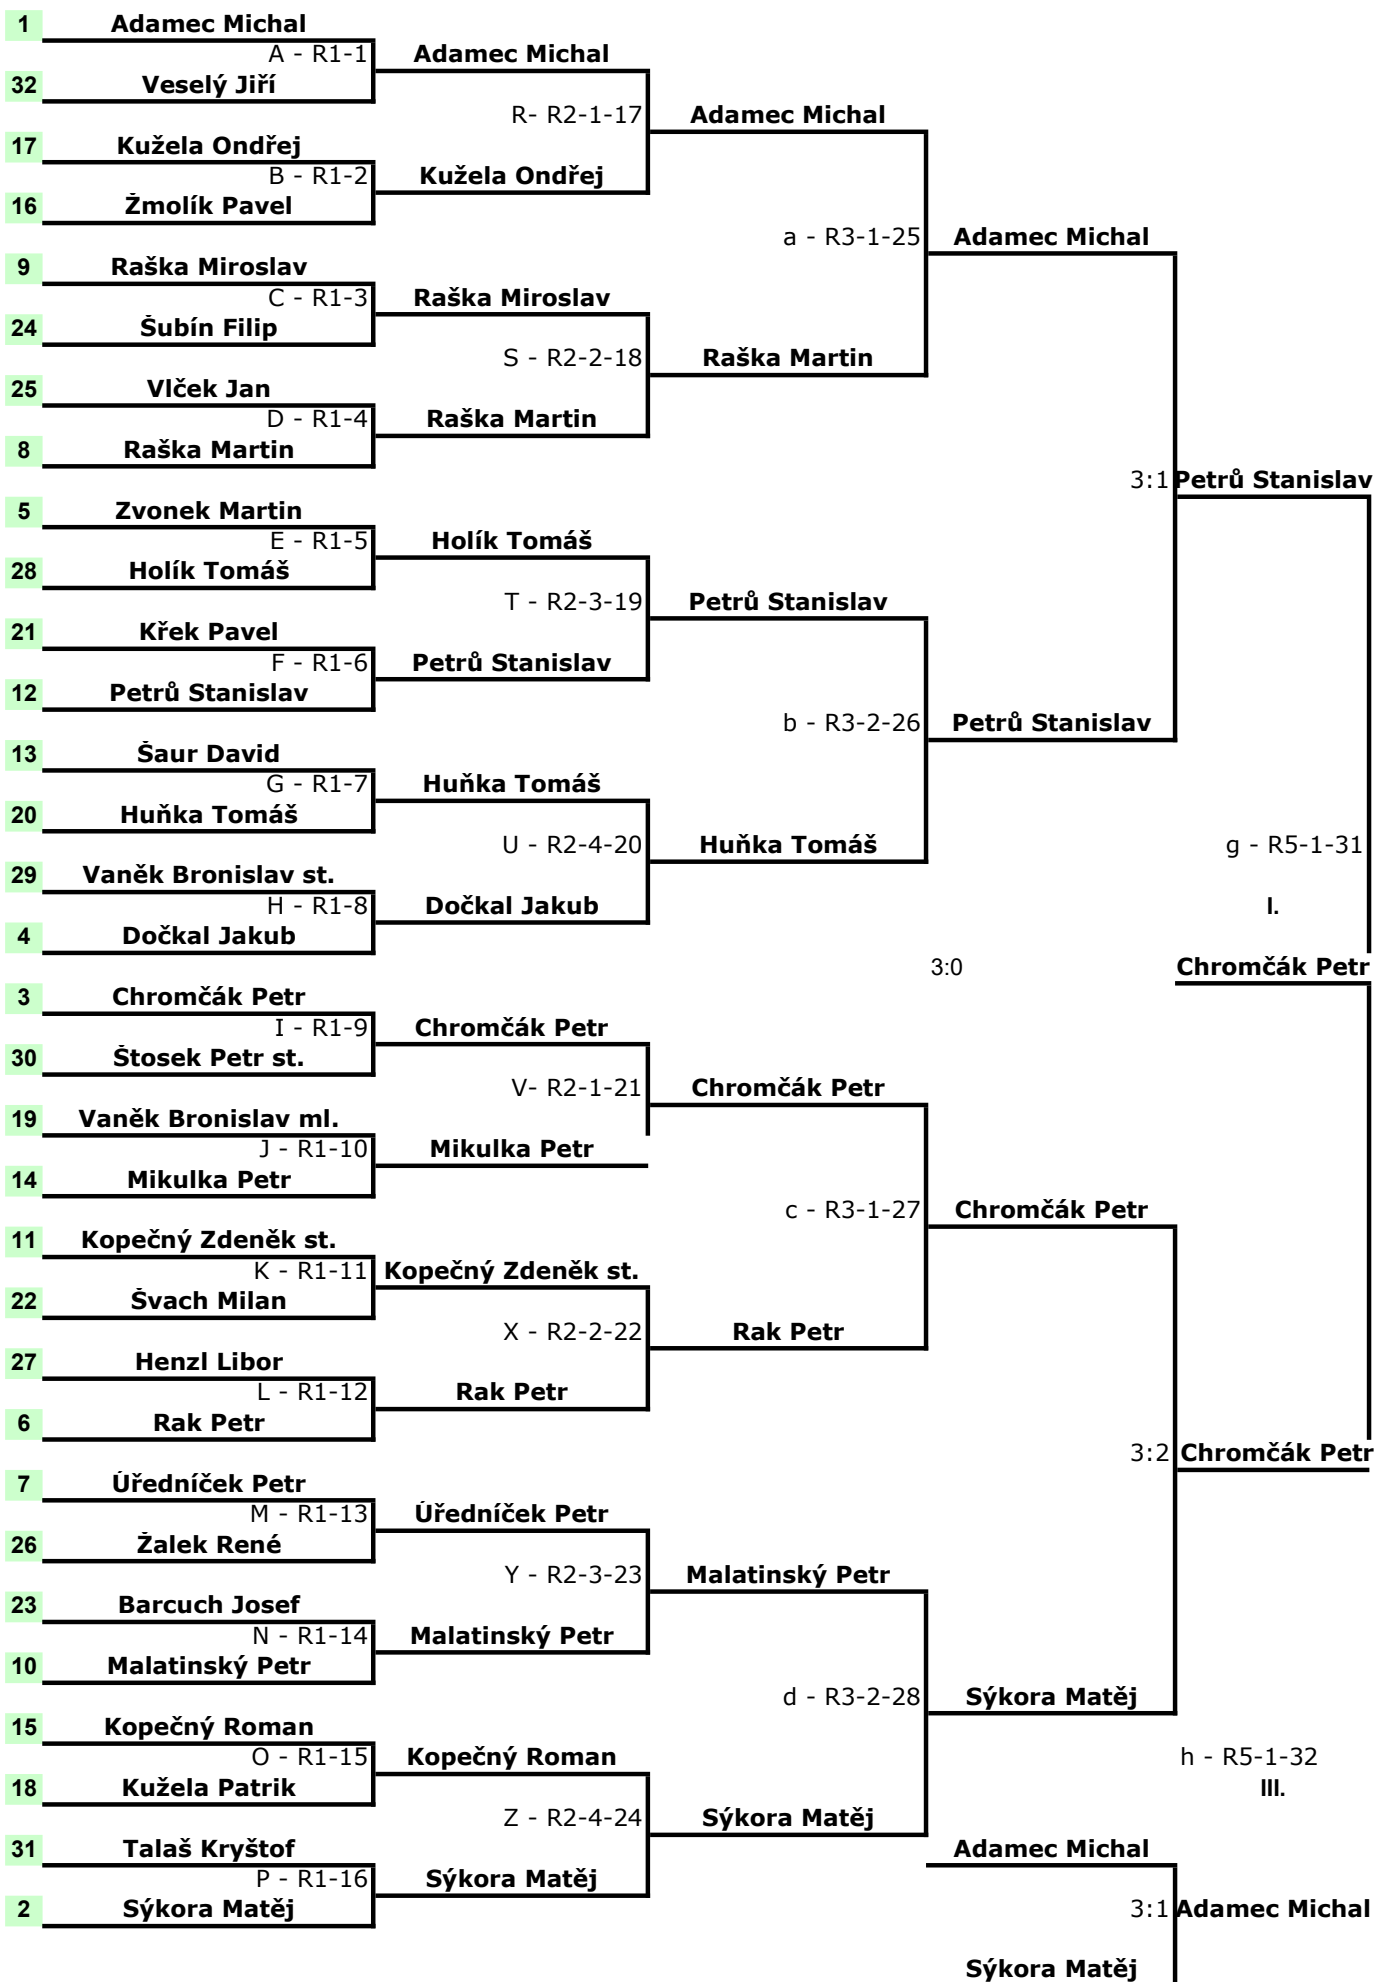 1 Adamec Michal
A - R1-1 Adamec Michal
32 Veselý Jiří
R- R2-1-17 Adamec Michal
17 Kužela Ondřej
B - R1-2 Kužela Ondřej
16 Žmolík Pavel
a - R3-1-25 Adamec Michal
9 Raška Miroslav
C - R1-3 Raška Miroslav
24 Šubín Filip
S - R2-2-18 Raška Martin
25 Vlček Jan
D - R1-4 Raška Martin
8 Raška Martin
3:1 Petrů Stanislav
5 Zvonek Martin
E - R1-5 Holík Tomáš
28 Holík Tomáš
T - R2-3-19 Petrů Stanislav
21 Křek Pavel
F - R1-6 Petrů Stanislav
12 Petrů Stanislav
b - R3-2-26 Petrů Stanislav
13 Šaur David
G - R1-7 Huňka Tomáš
20 Huňka Tomáš
U - R2-4-20 Huňka Tomáš g - R5-1-31
29 Vaněk Bronislav st.
H - R1-8 Dočkal Jakub I.
4 Dočkal Jakub
3:0 Chromčák Petr
3 Chromčák Petr
I - R1-9 Chromčák Petr
30 Štosek Petr st.
V- R2-1-21 Chromčák Petr
19 Vaněk Bronislav ml.
J - R1-10 Mikulka Petr
14 Mikulka Petr
c - R3-1-27 Chromčák Petr
11 Kopečný Zdeněk st.
K - R1-11 Kopečný Zdeněk st.
22 Švach Milan
X - R2-2-22 Rak Petr
27 Henzl Libor
L - R1-12 Rak Petr
6 Rak Petr
3:2 Chromčák Petr
7 Úředníček Petr
M - R1-13 Úředníček Petr
26 Žalek René
Y - R2-3-23 Malatinský Petr
23 Barcuch Josef
N - R1-14 Malatinský Petr
10 Malatinský Petr
d - R3-2-28 Sýkora Matěj
15 Kopečný Roman
O - R1-15 Kopečný Roman h - R5-1-32
18 Kužela Patrik III.
Z - R2-4-24 Sýkora Matěj
31 Talaš Kryštof Adamec Michal
P - R1-16 Sýkora Matěj
2 Sýkora Matěj 3:1 Adamec Michal
Sýkora Matěj